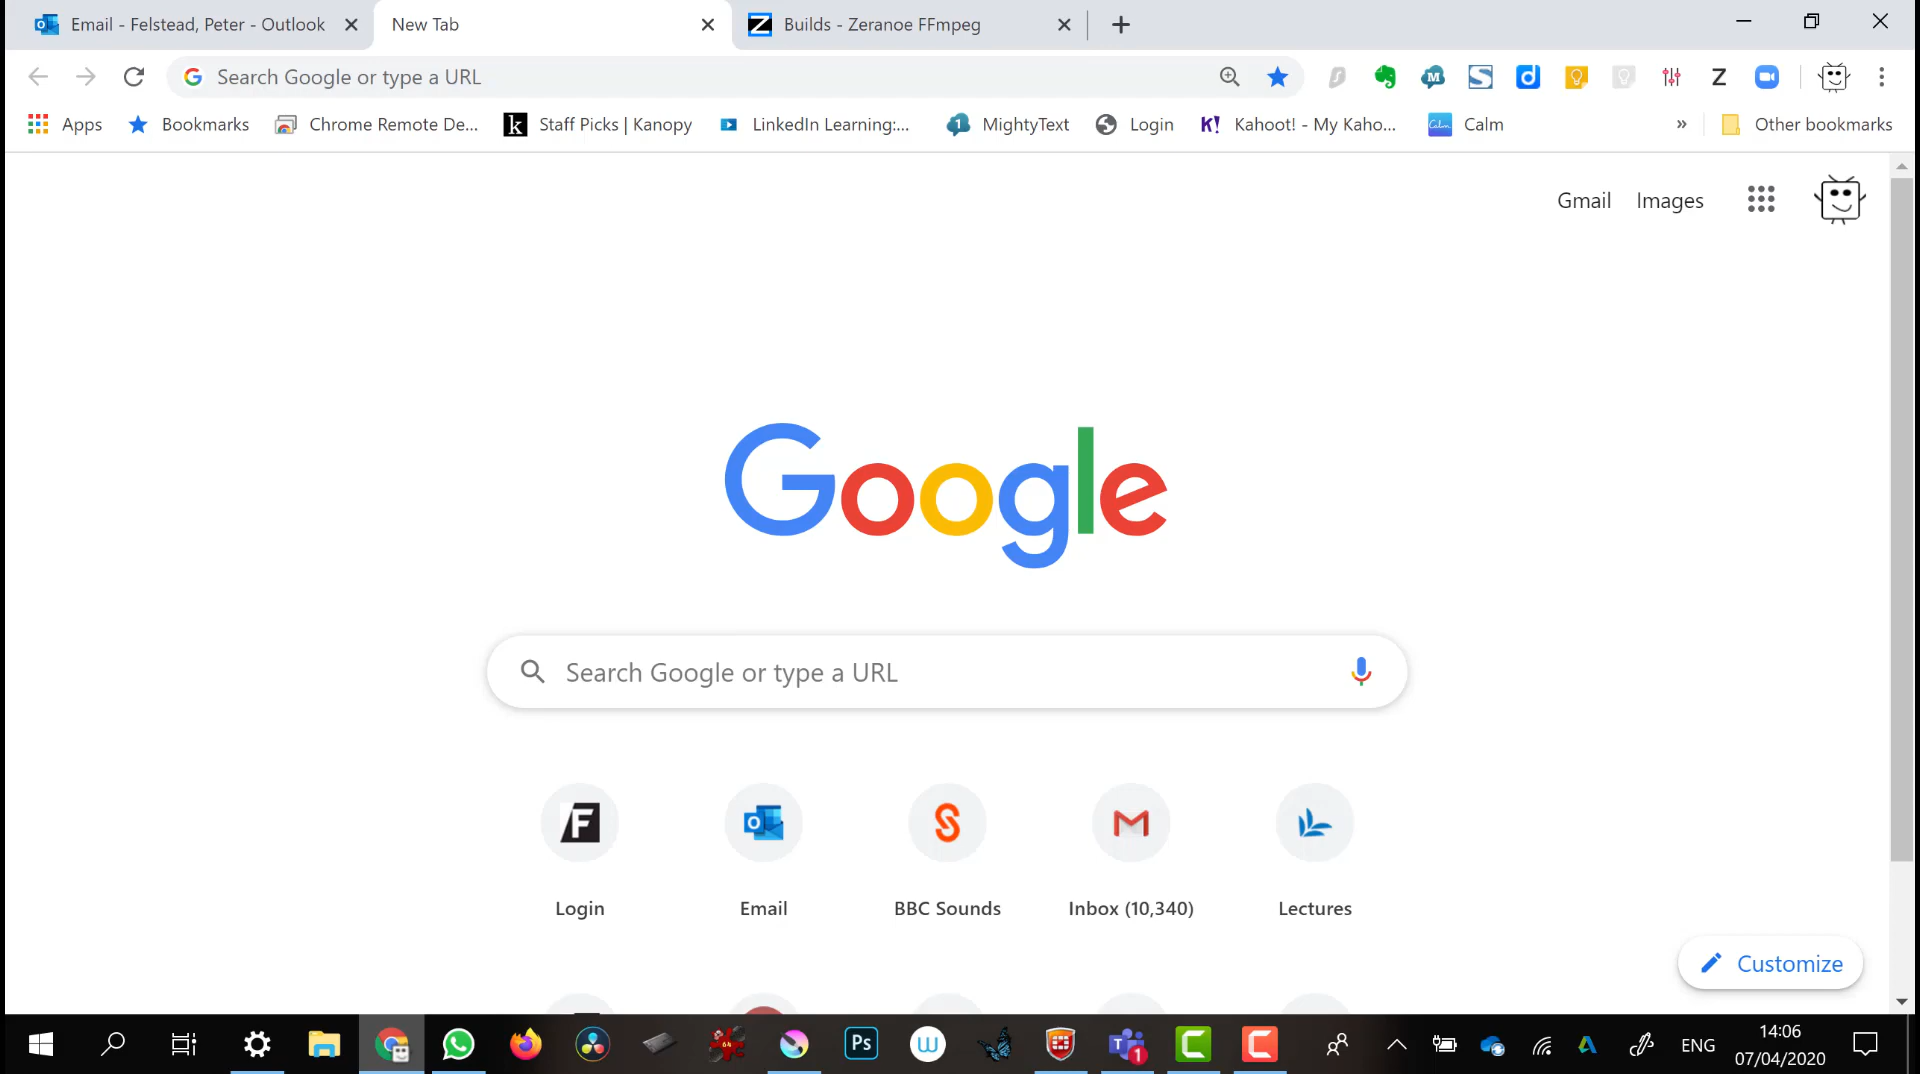 Email - Felstead, Peter - Outlook
New Tab
Builds - Zeranoe FFmpeg
Search Google or type a URL
Apps
Bookmarks
Chrome Remote De...
Staff Picks | Kanopy
LinkedIn Learning:...
MightyText
Login
Kahoot! - My Kaho...
Calm
»
Other bookmarks
Gmail
Images
Google
Search Google or type a URL
Login
Email
BBC Sounds
Inbox (10,340)
Lectures
Customize
ENG
14:06
07/04/2020